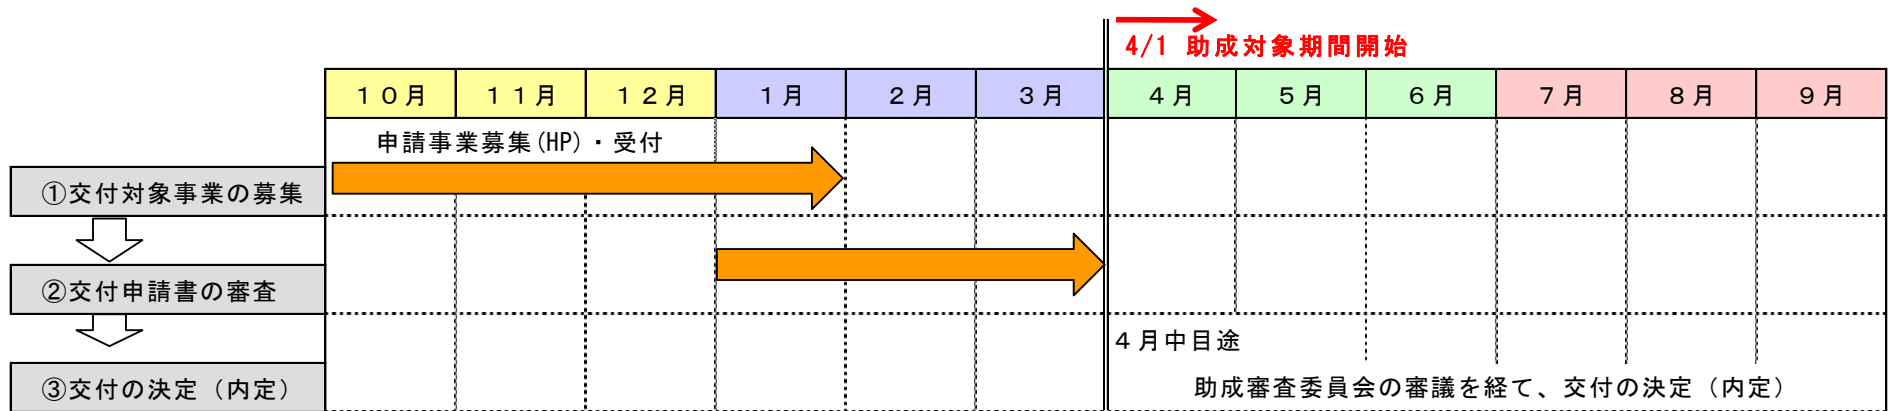 4/1 助成対象期間開始
１０月 １１月 １２月 １月 ２月 ３月 ４月 ５月 ６月 ７月 ８月 ９月
申請事業募集(HP)・受付
①交付対象事業の募集
②交付申請書の審査
４月中目途
③交付の決定（内定）
助成審査委員会の審議を経て、交付の決定（内定）